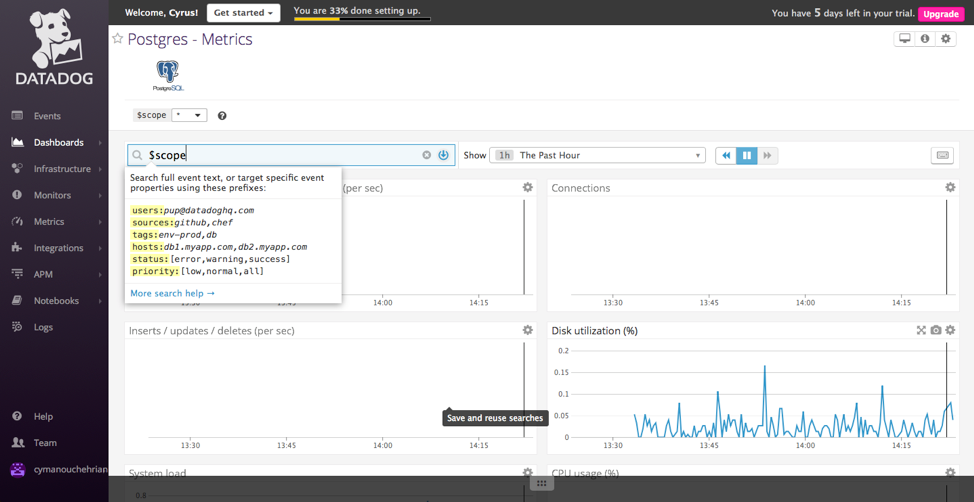 Welcome, Cyrus!
Get started
You are 33% done setting up.
You have 5 days left in your trial.
Upgrade
DATADOG
Events
Dashboards
Infrastructure
Monitors
Metrics
Integrations
APM
Notebooks
Logs
Help
Team
cymanouchehrian
Postgres - Metrics
PostgreSQL
$scope
*
$scope
Show
1h
The Past Hour
Search full event text, or target specific event
properties using these prefixes:
users:pup@datadoghq.com
sources:github,chef
tags:env-prod,db
hosts:db1.myapp.com,db2.myapp.com
status:[error,warning,success]
priority:[low,normal,all]
More search help →
(per sec)
13:45
14:00
14:15
Connections
13:30
13:45
14:00
14:15
Inserts / updates / deletes (per sec)
13:30
13:45
14:00
14:15
Save and reuse searches
Disk utilization (%)
0.2
0.15
0.1
0.05
0
13:30
13:45
14:00
14:15
System load
0.8
CPU usage (%)